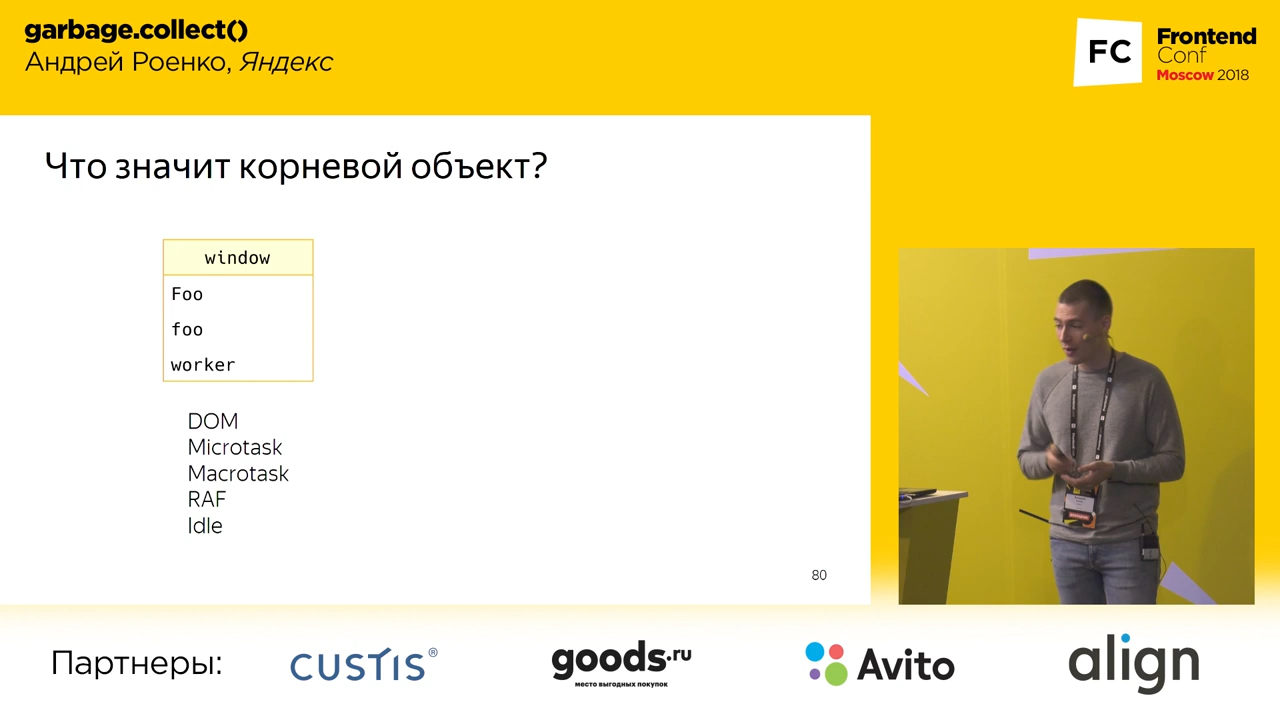 garbage.collect()
Андрей Роенко, Яндекс
FC
Frontend
Conf
Moscow 2018
Что значит корневой объект?
window
Foo
foo
worker
DOM
Microtask
Macrotask
RAF
Idle
80
Партнеры:
CUSTIS®
goods.ru
место выгодных покупок
Avito
align